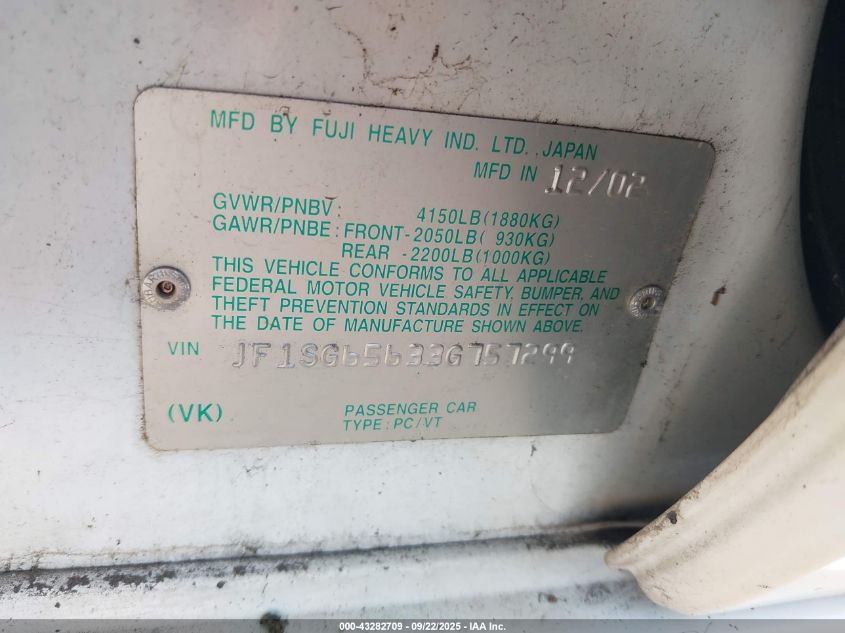 MFD BY FUJI HEAVY IND. LTD. JAPAN
MFD IN 12/02
GVWR/PNBV : 4150LB(1880KG)
GAWR/PNBE : FRONT-2050LB( 930KG)
REAR -2200LB(1000KG)
THIS VEHICLE CONFORMS TO ALL APPLICABLE
FEDERAL MOTOR VEHICLE SAFETY, BUMPER, AND
THEFT PREVENTION STANDARDS IN EFFECT ON
THE DATE OF MANUFACTURE SHOWN ABOVE.
VIN JF1SG65633G757299
(VK) PASSENGER CAR
TYPE : PC/VT
000-43282709 - 09/22/2025 - IAA Inc.